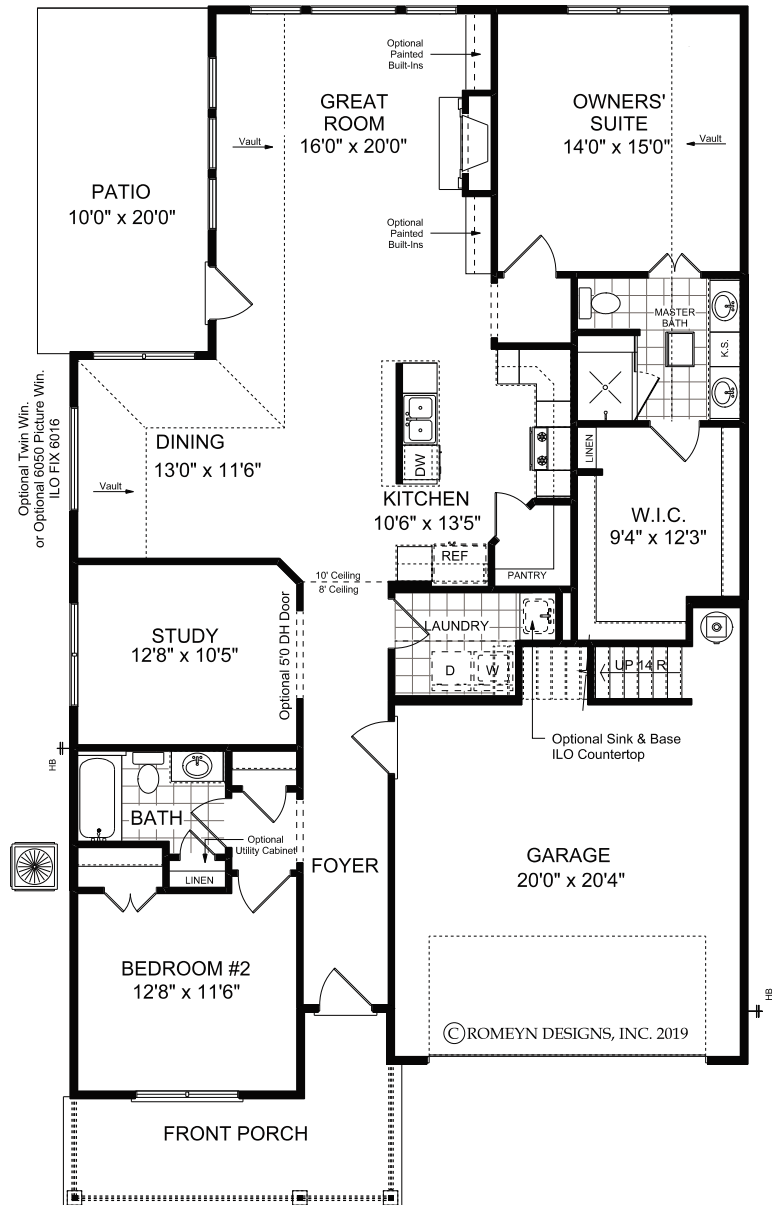 Optional
Painted
Built-Ins
GREAT
ROOM
16'0" x 20'0"
Vault
OWNERS'
SUITE
14'0" x 15'0"
Vault
PATIO
10'0" x 20'0"
Optional
Painted
Built-Ins
MASTER
BATH
K.S.
Optional Twin Win.
or Optional 6050 Picture Win.
ILO FIX 6016
DINING
13'0" x 11'6"
Vault
DW
KITCHEN
10'6" x 13'5"
LINEN
W.I.C.
9'4" x 12'3"
REF
PANTRY
10' Ceiling
8' Ceiling
STUDY
12'8" x 10'5"
Optional 5'0 DH Door
LAUNDRY
D
W
UP 14 R
Optional Sink & Base
ILO Countertop
HB
BATH
Optional
Utility Cabinet
LINEN
FOYER
GARAGE
20'0" x 20'4"
BEDROOM #2
12'8" x 11'6"
HB
©ROMEYN DESIGNS, INC. 2019
FRONT PORCH